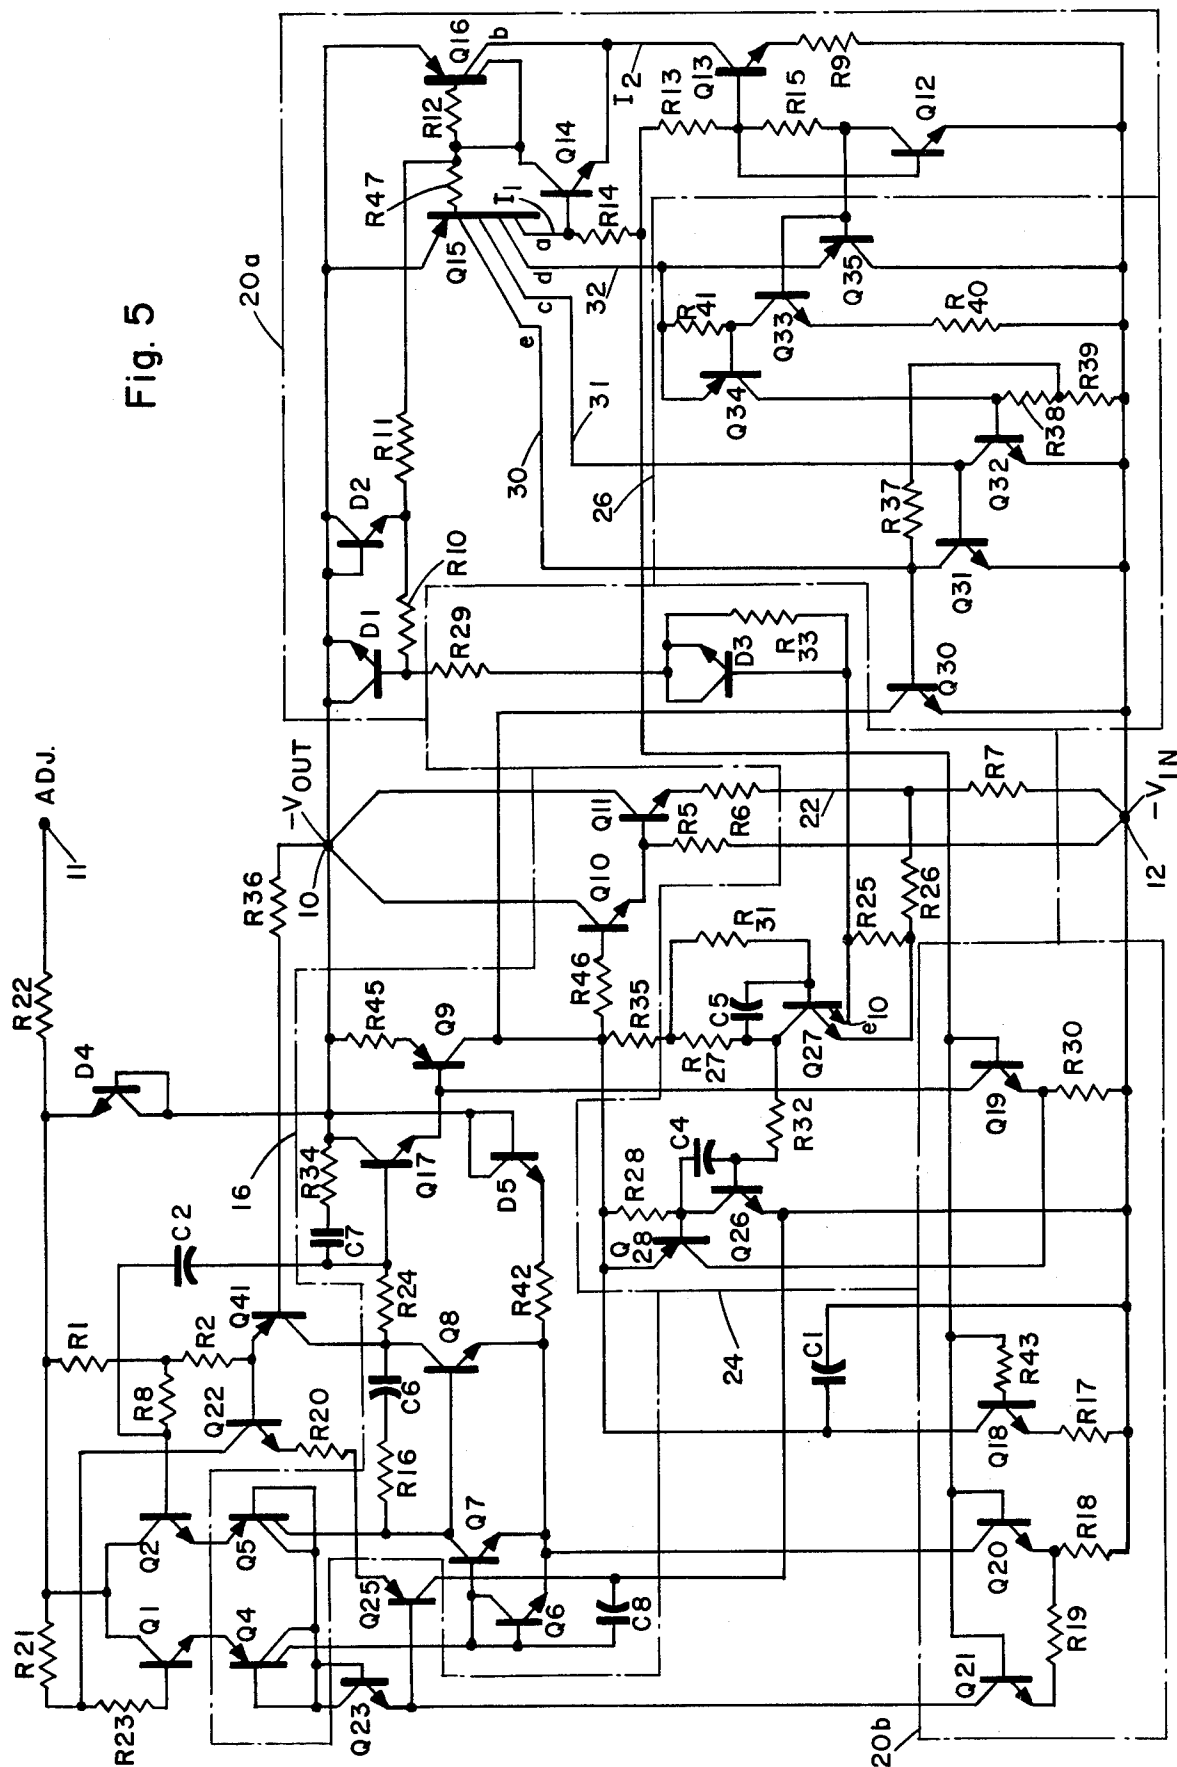 Fig. 5
20a
ADJ.
11
-VOUT
10
R22
R36
D4
16
C2
R1
R2
R8
Q41
Q22
R20
R21
R23
Q1
Q2
Q4
Q5
Q23
Q25
Q6
Q7
Q8
C8
R16
C6
R24
C7
R34
Q17
R45
Q9
D5
R42
D1
D2
R10
R11
R29
R47
R12
Q15
Q16
b
I1
a
d
c
e
Q14
R14
I2
R13
Q13
R15
R9
Q12
30
31
32
26
R41
Q34
Q33
Q35
R40
R37
Q32
R38
R39
Q31
Q30
D3
R33
Q10
Q11
R5
R6
22
R7
R46
R35
R31
C5
R27
Q27
e10
R25
R26
R32
C4
R28
Q28
Q26
24
C1
Q19
R30
R43
Q18
R17
Q20
R18
R19
Q21
20b
12
-VIN